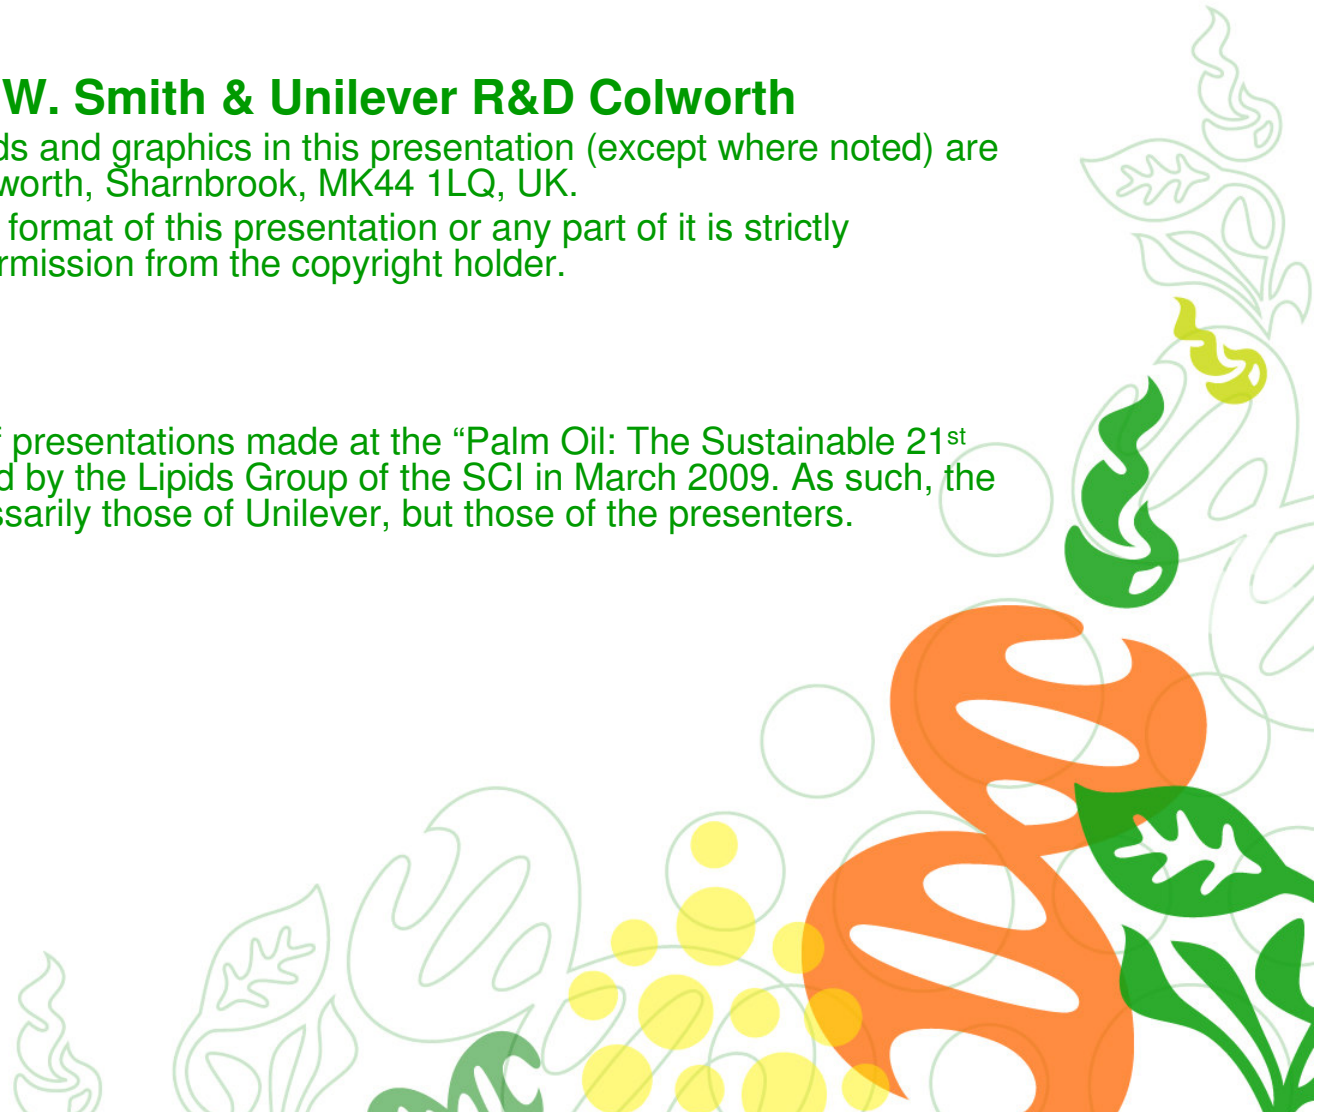 W. Smith & Unilever R&D Colworth
ds and graphics in this presentation (except where noted) are
worth, Sharnbrook, MK44 1LQ, UK.
format of this presentation or any part of it is strictly
rmission from the copyright holder.
f presentations made at the “Palm Oil: The Sustainable 21st
d by the Lipids Group of the SCI in March 2009. As such, the
ssarily those of Unilever, but those of the presenters.